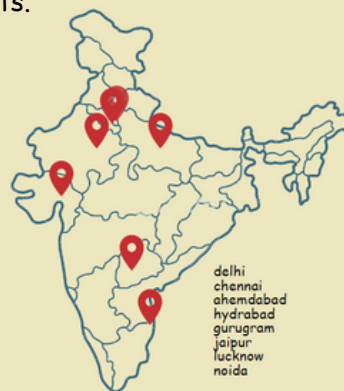 delhi
chennai
ahemdabad
hydrabad
gurugram
jaipur
lucknow
noida